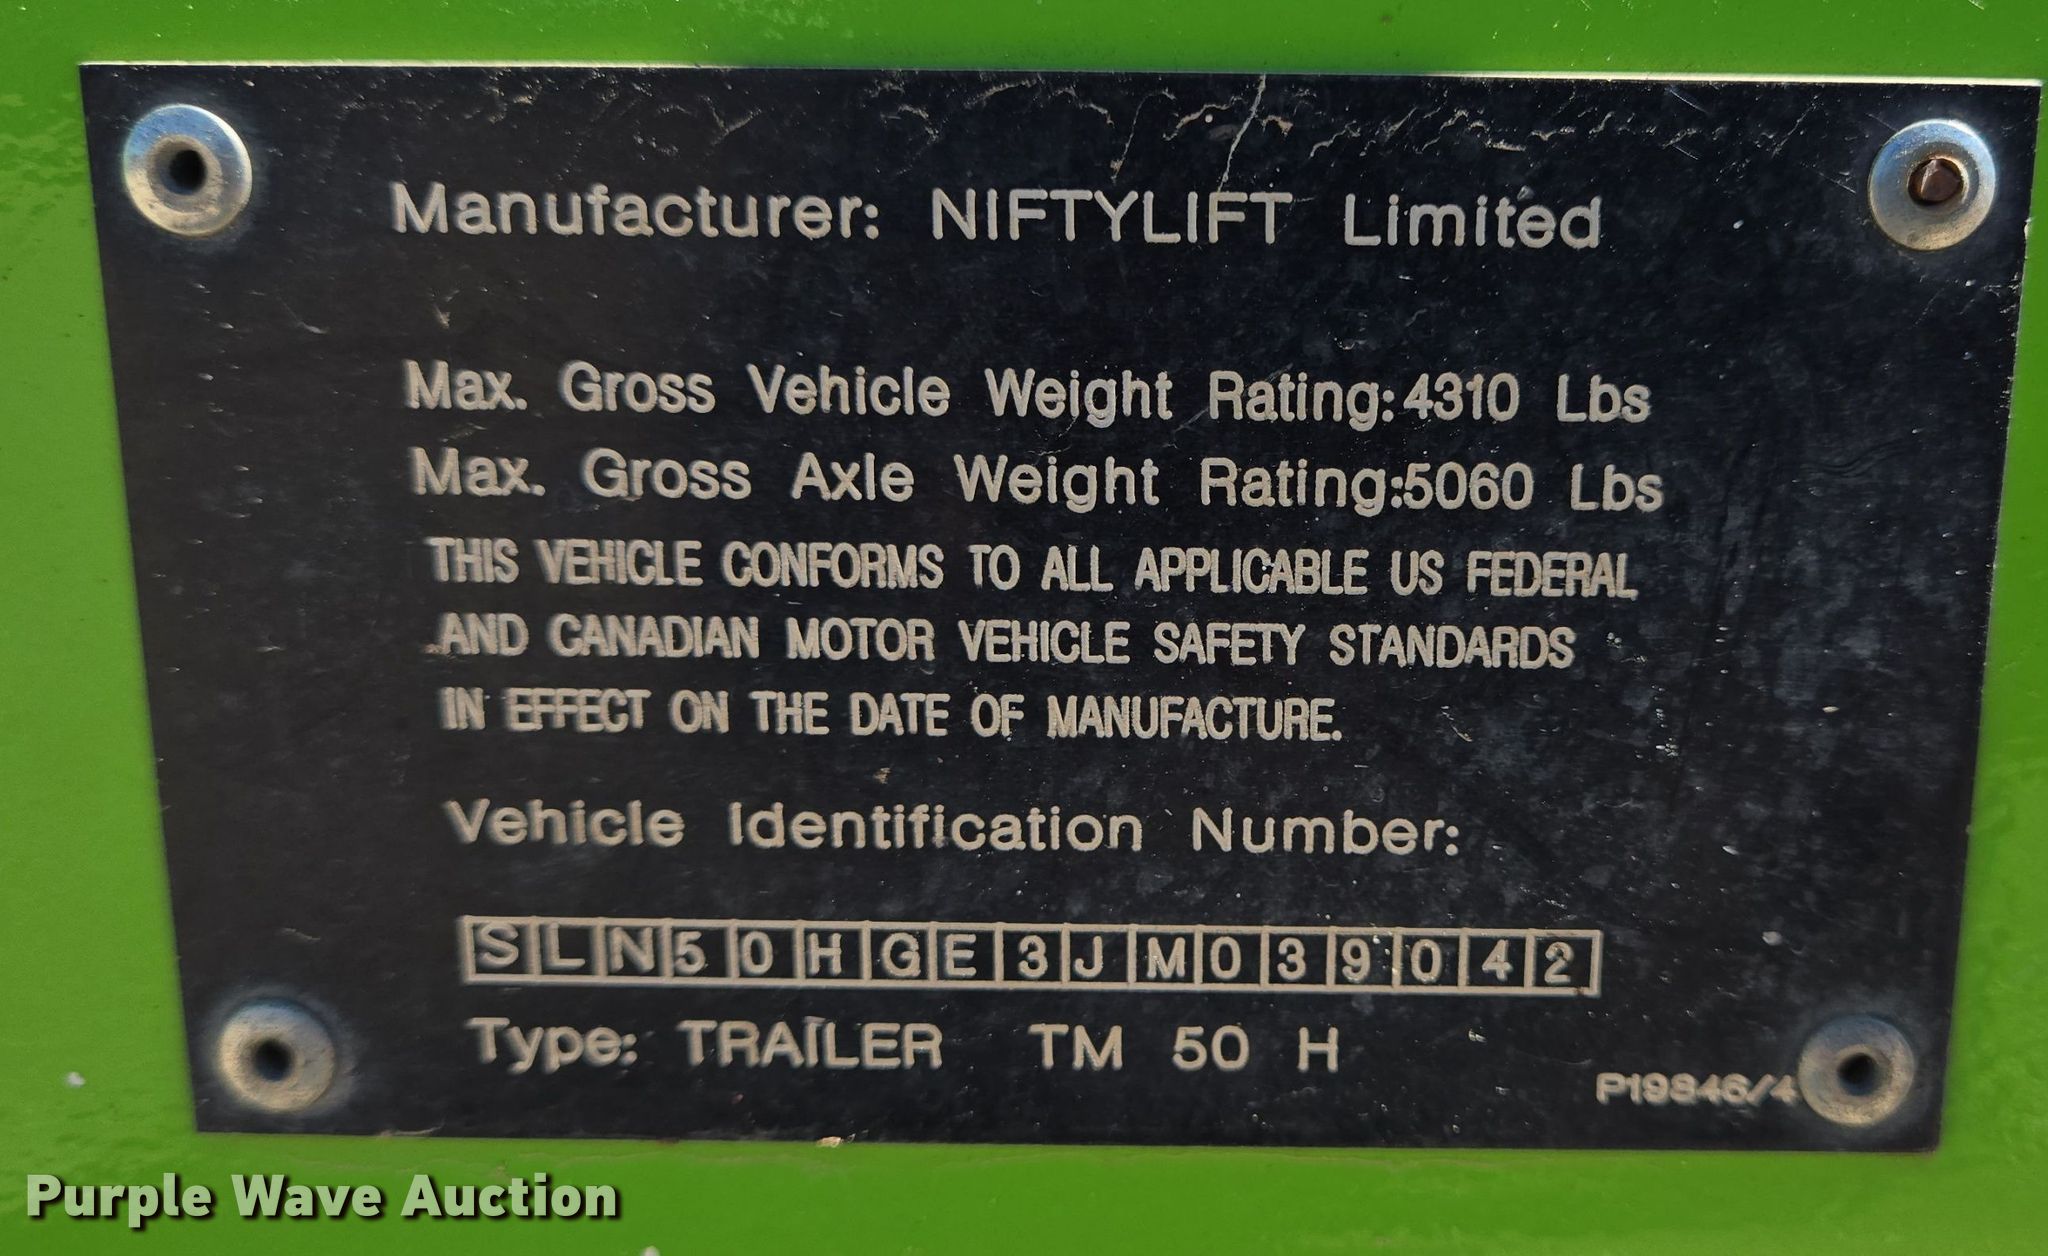 Manufacturer: NIFTYLIFT Limited
Max. Gross Vehicle Weight Rating:4310 Lbs
Max. Gross Axle Weight Rating:5060 Lbs
THIS VEHICLE CONFORMS TO ALL APPLICABLE US FEDERAL
AND CANADIAN MOTOR VEHICLE SAFETY STANDARDS
IN EFFECT ON THE DATE OF MANUFACTURE.
Vehicle Identification Number:
SLN50HGE3JM039042
Type: TRAILER TM 50 H
P19846/4
Purple Wave Auction